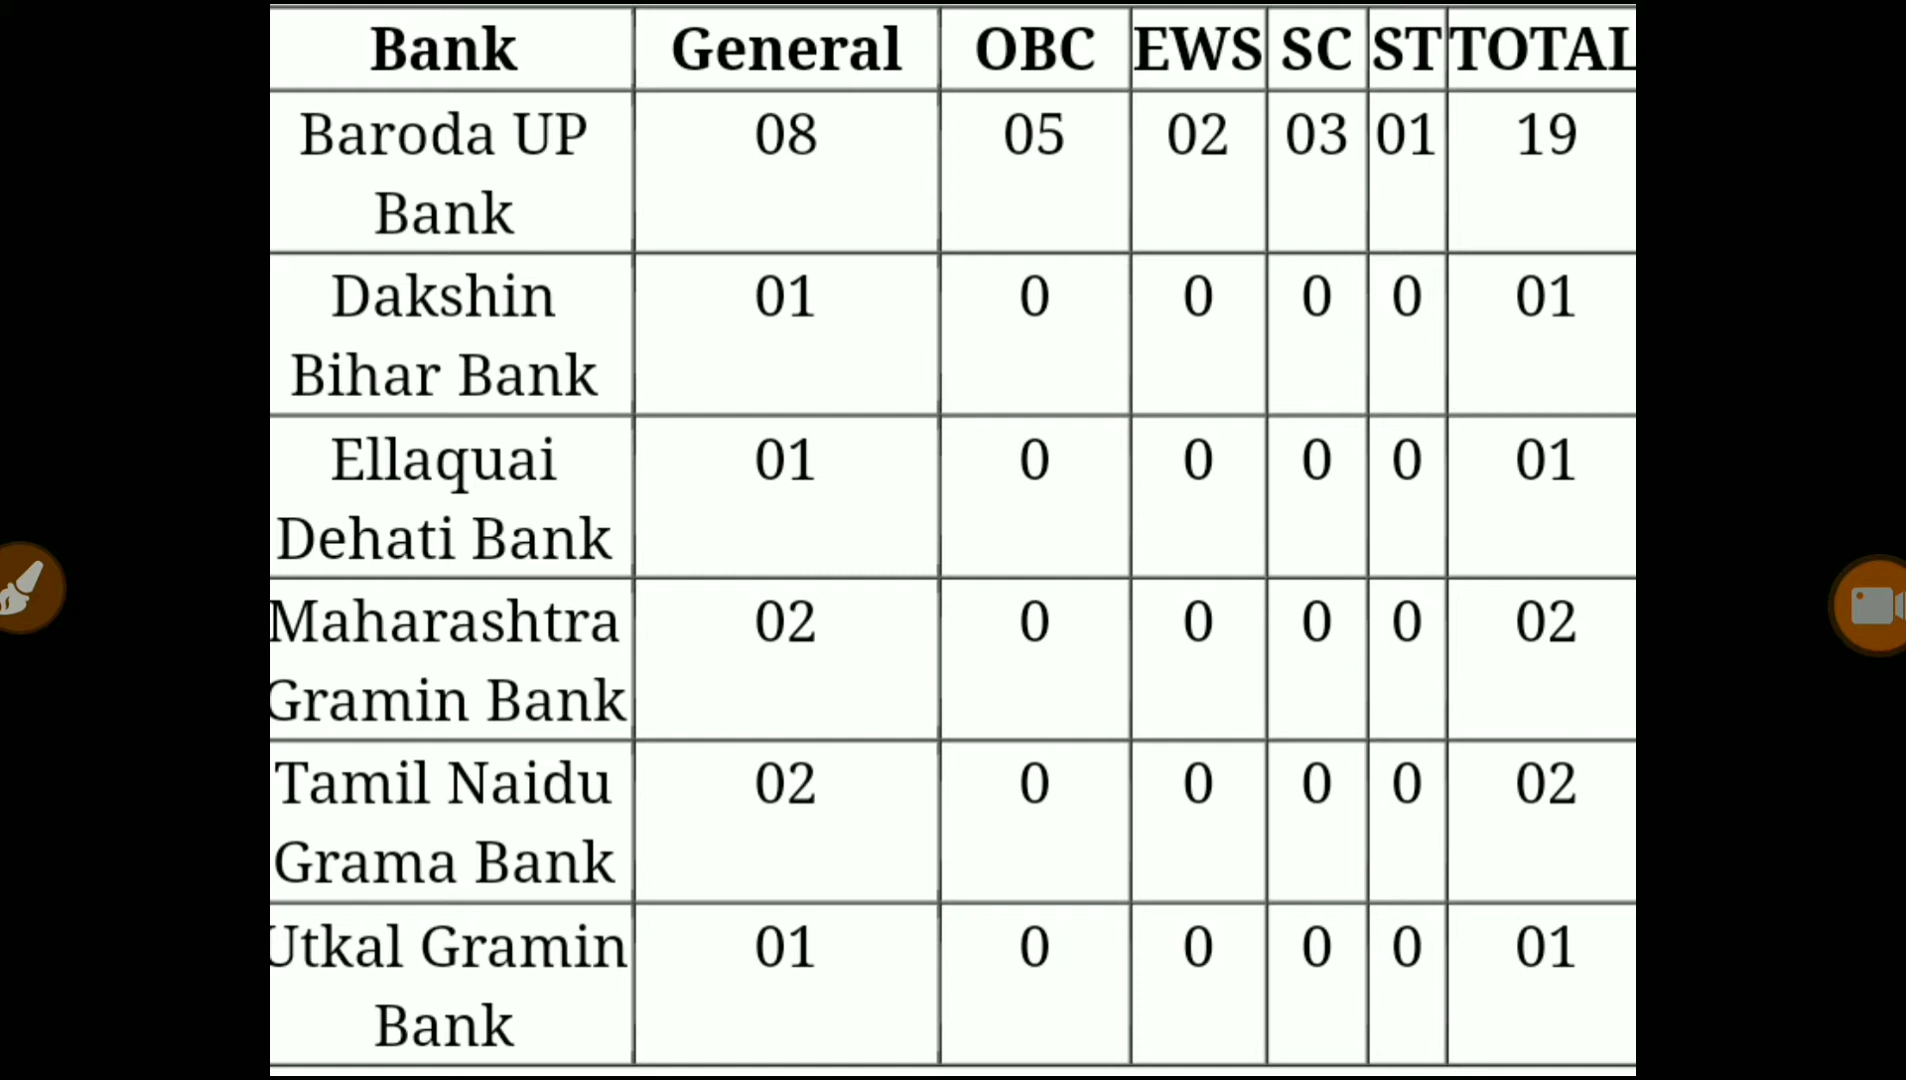 Bank General OBC EWS SC ST TOTAL
Baroda UP 08 05 02 03 01 19
Bank
Dakshin 01 0 0 0 0 01
Bihar Bank
Ellaquai 01 0 0 0 0 01
Dehati Bank
Maharashtra 02 0 0 0 0 02
Gramin Bank
Tamil Naidu 02 0 0 0 0 02
Grama Bank
Utkal Gramin 01 0 0 0 0 01
Bank